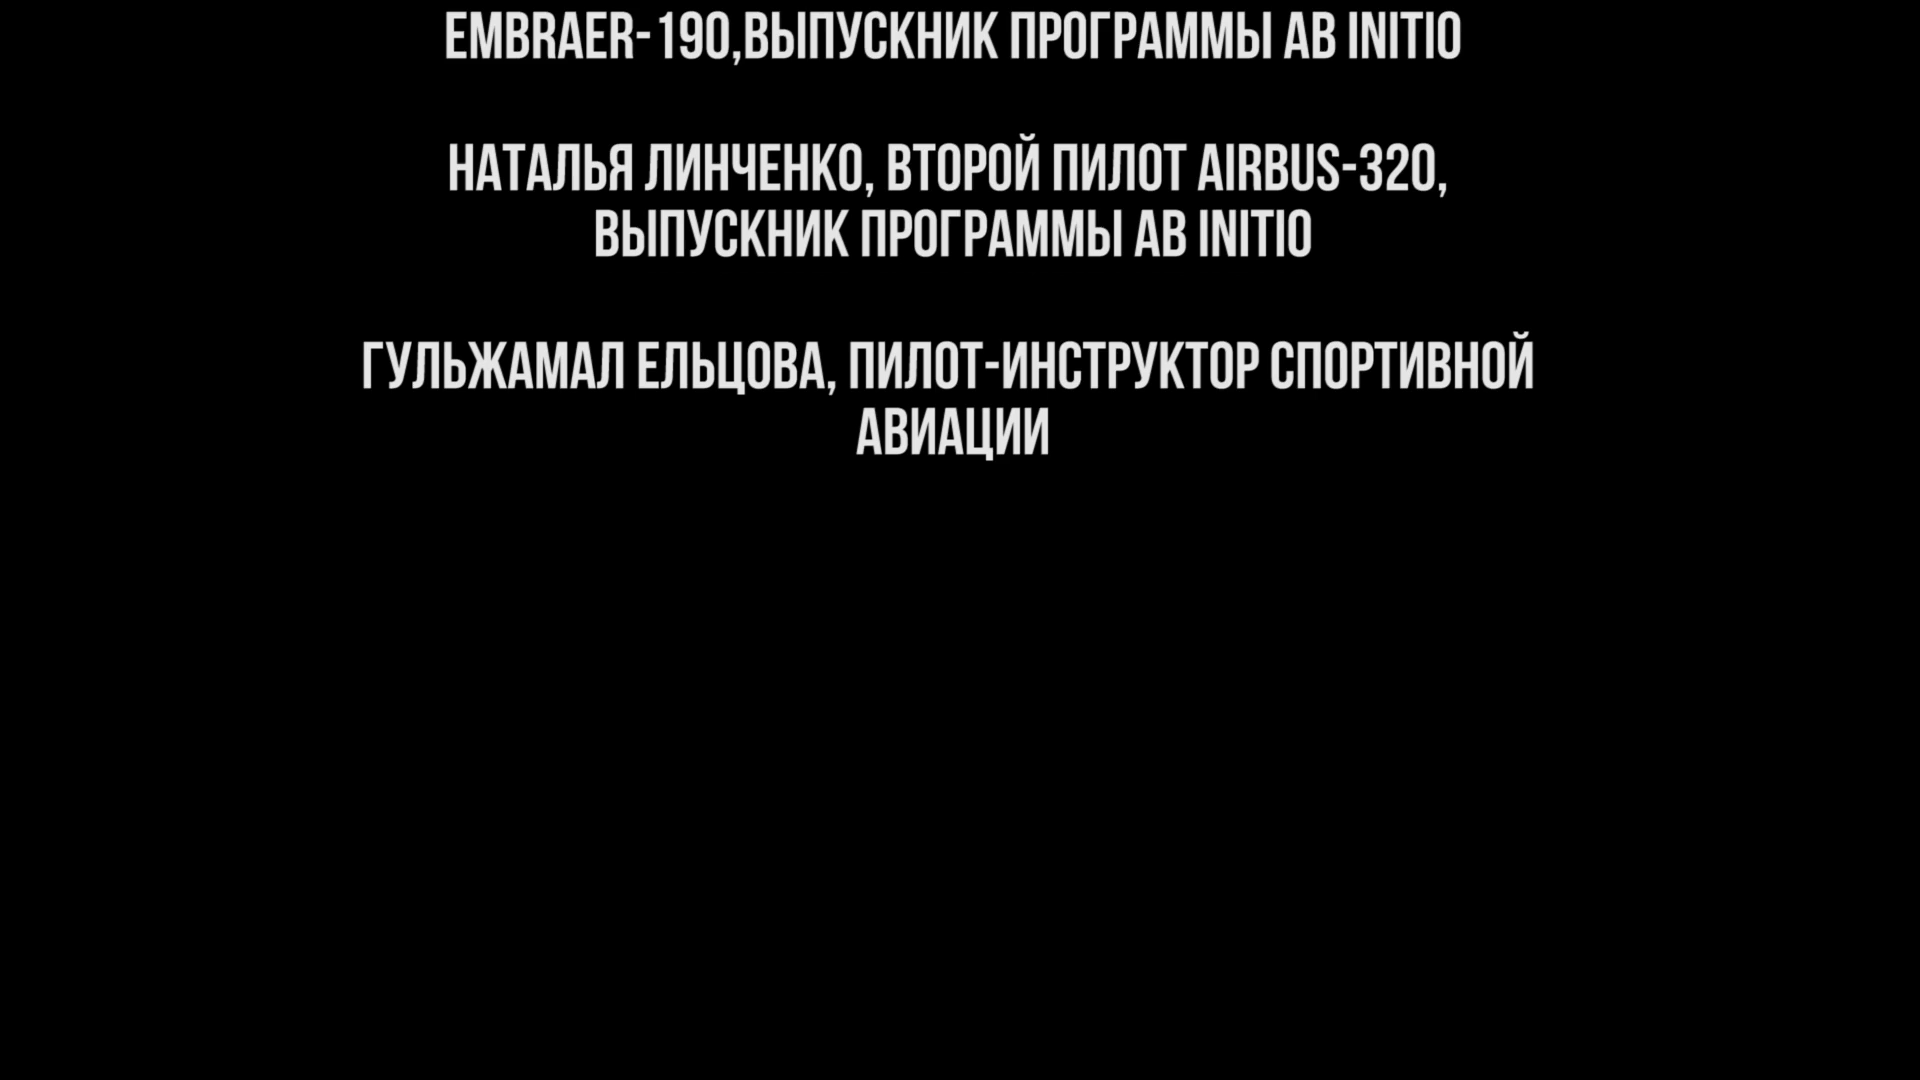 EMBRAER-190,ВЫПУСКНИК ПРОГРАММЫ AB INITIO
НАТАЛЬЯ ЛИНЧЕНКО, ВТОРОЙ ПИЛОТ AIRBUS-320,
ВЫПУСКНИК ПРОГРАММЫ AB INITIO
ГУЛЬЖАМАЛ ЕЛЬЦОВА, ПИЛОТ-ИНСТРУКТОР СПОРТИВНОЙ
АВИАЦИИ